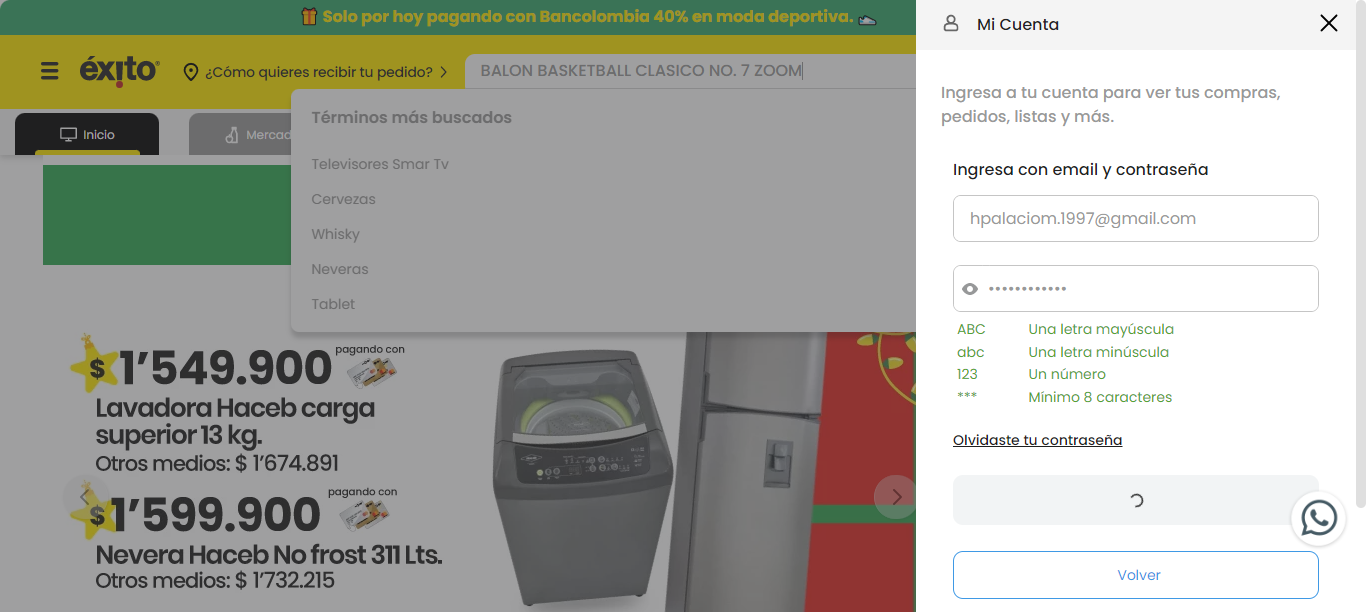 Solo por hoy pagando con Bancolombia 40% en moda deportiva.
éxito
¿Cómo quieres recibir tu pedido?
BALON BASKETBALL CLASICO NO. 7 ZOOM
Inicio
Mercad
Términos más buscados
Televisores Smar Tv
Cervezas
Whisky
Neveras
Tablet
pagando con
$1'549.900
Lavadora Haceb carga
superior 13 kg.
Otros medios: $ 1'674.891
pagando con
$1'599.900
Nevera Haceb No frost 311 Lts.
Otros medios: $ 1'732.215
Mi Cuenta
Ingresa a tu cuenta para ver tus compras,
pedidos, listas y más.
Ingresa con email y contraseña
hpalaciom.1997@gmail.com
••••••••••••
ABC Una letra mayúscula
abc Una letra minúscula
123 Un número
*** Mínimo 8 caracteres
Olvidaste tu contraseña
Volver